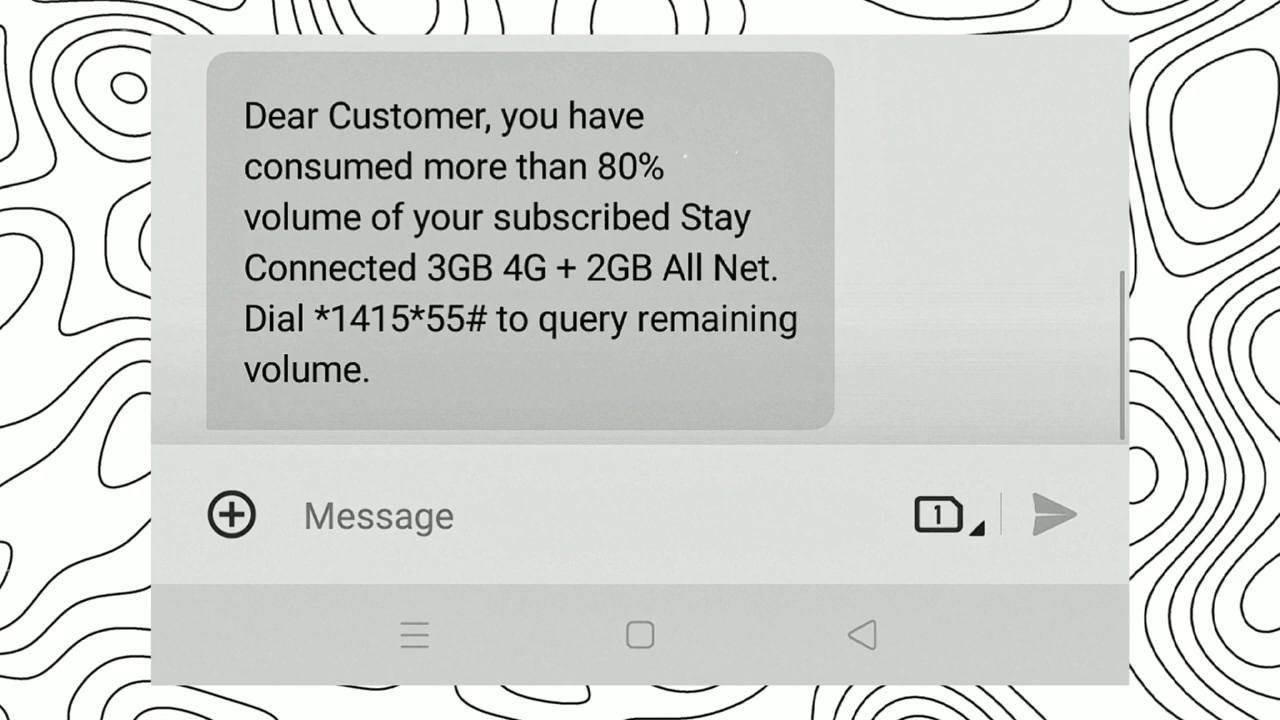 Dear Customer, you have
consumed more than 80%
volume of your subscribed Stay
Connected 3GB 4G + 2GB All Net.
Dial *1415*55# to query remaining
volume.
Message
1